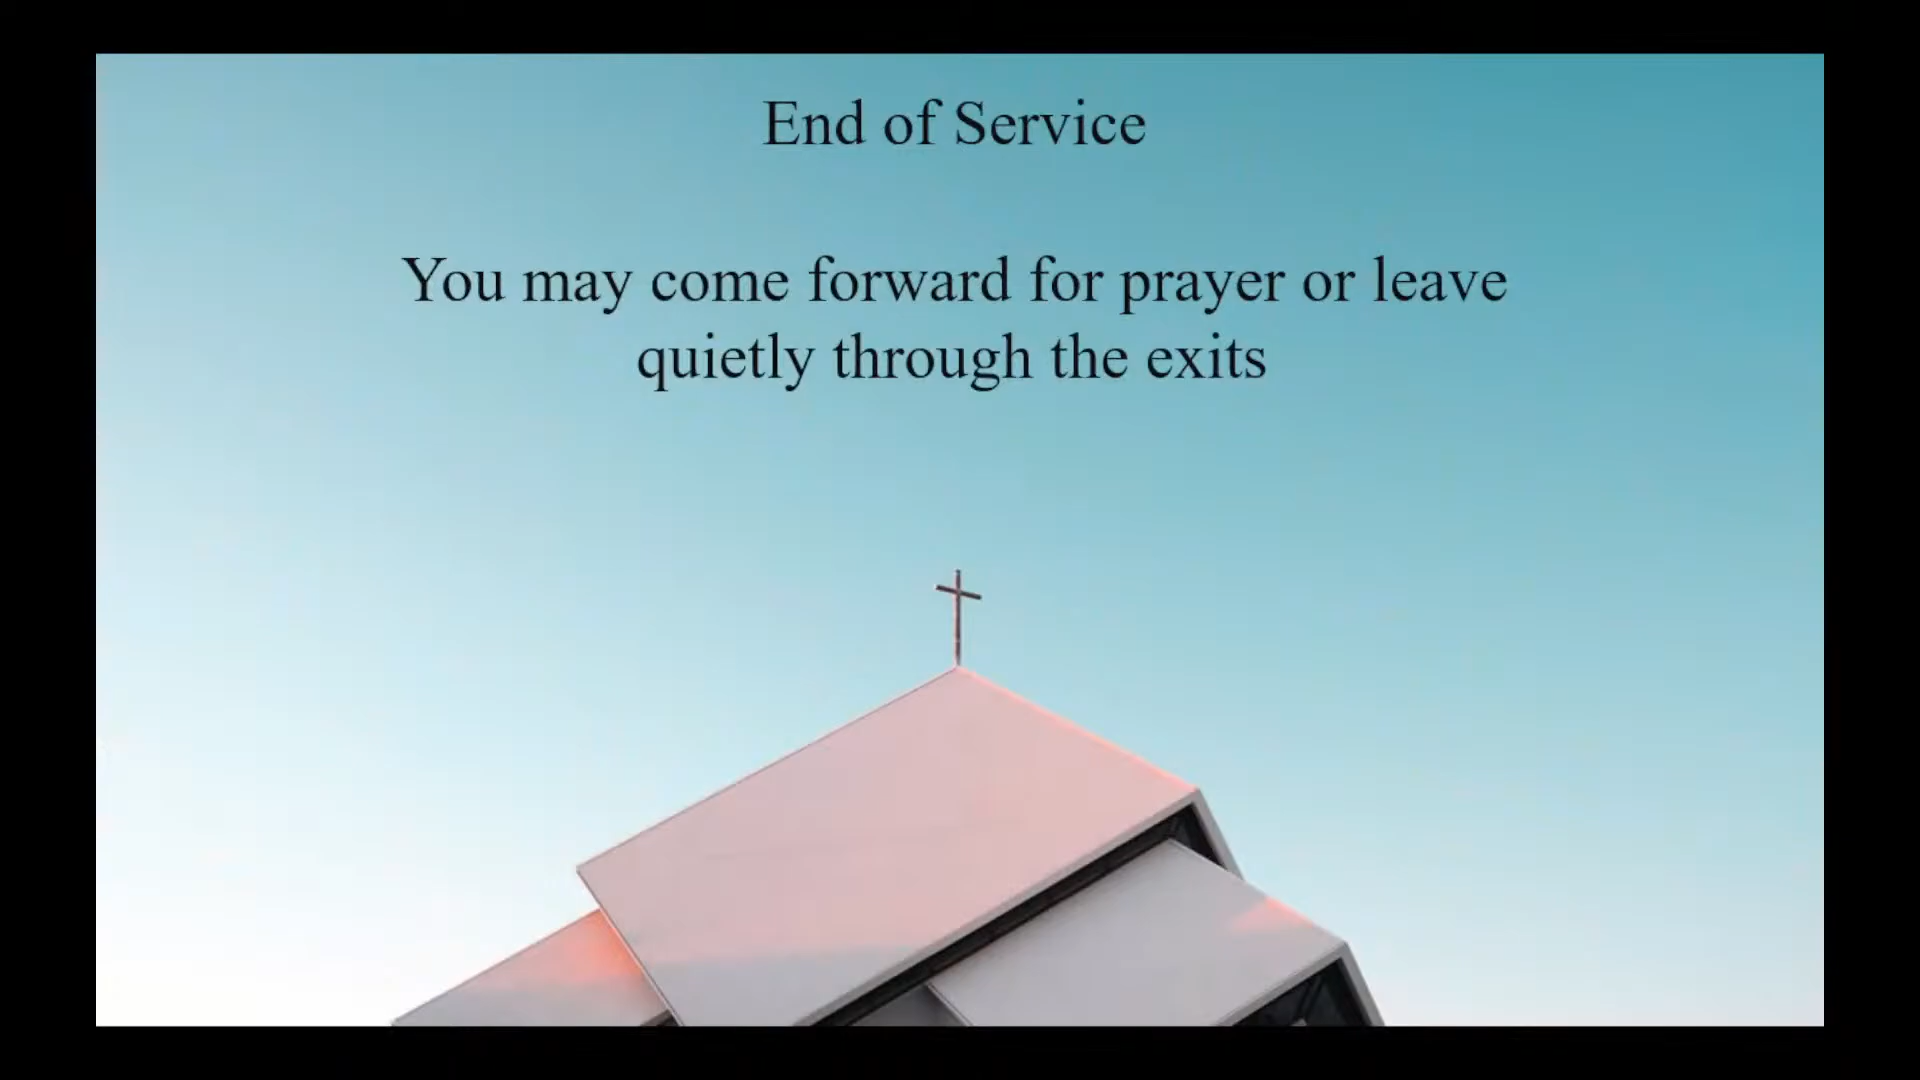 End of Service
You may come forward for prayer or leave
quietly through the exits